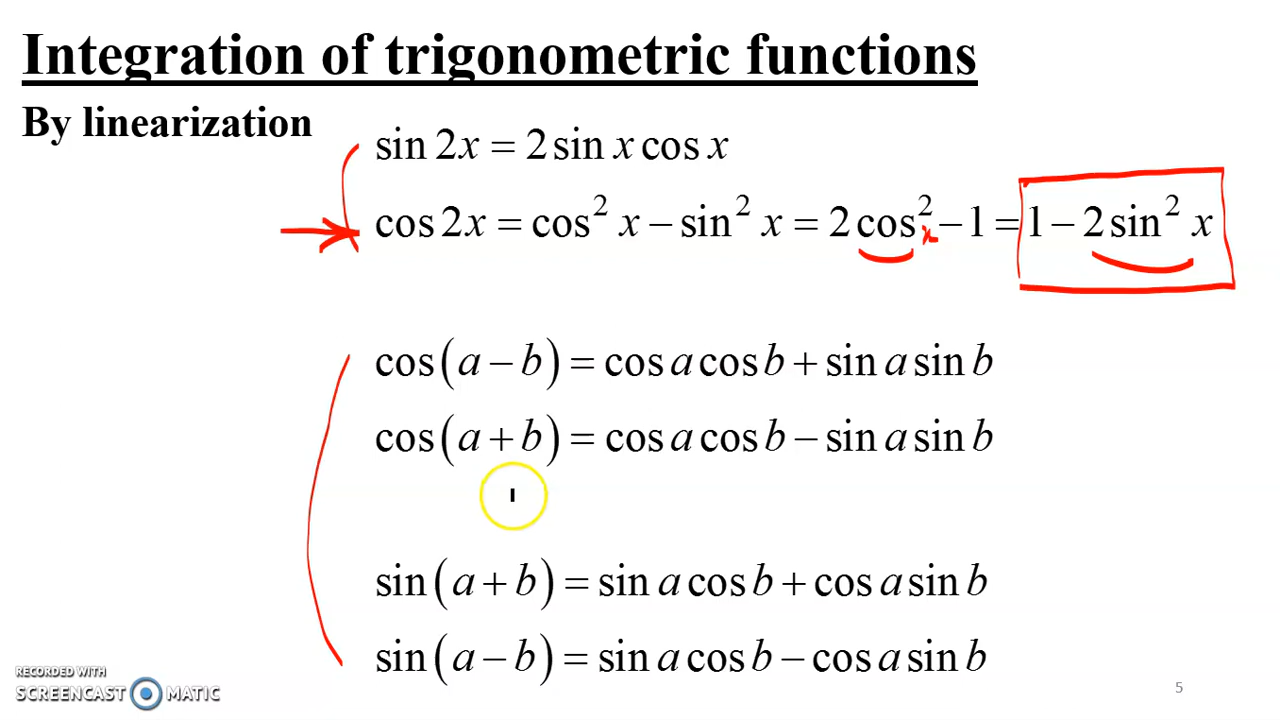 Integration of trigonometric functions
By linearization
sin 2x = 2 sin x cos x
cos 2x = cos² x − sin² x = 2 cos² x − 1 = 1 − 2 sin² x
cos(a − b) = cos a cos b + sin a sin b
cos(a + b) = cos a cos b − sin a sin b
sin(a + b) = sin a cos b + cos a sin b
sin(a − b) = sin a cos b − cos a sin b
RECORDED WITH
SCREENCAST MATIC
5